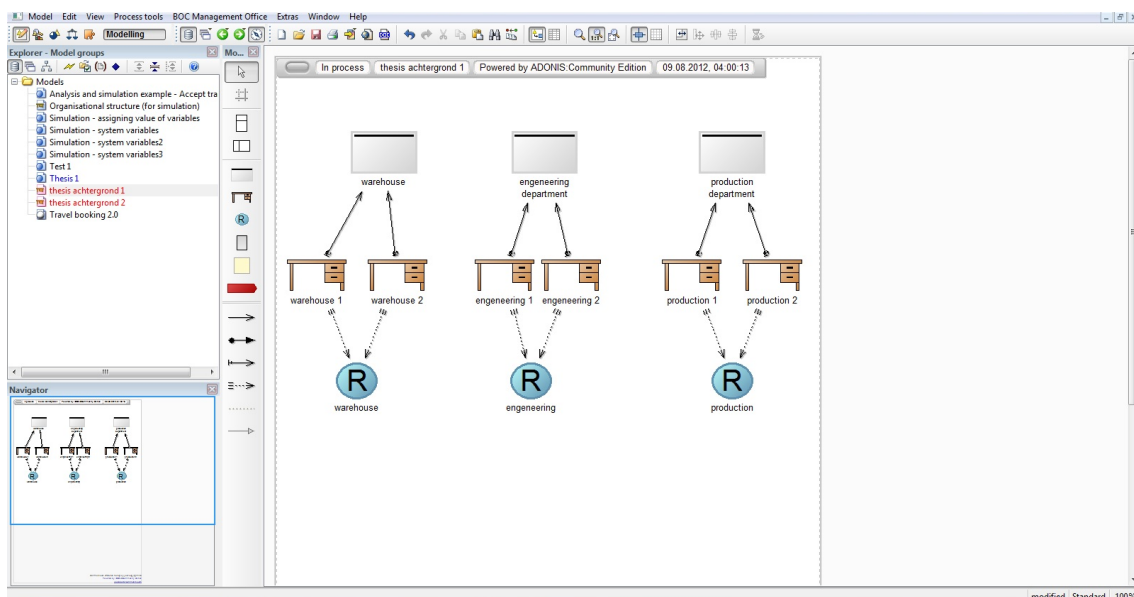 Model Edit View Process tools BOC Management Office Extras Window Help
Modelling
Explorer - Model groups
Mo...
Models
Analysis and simulation example - Accept tra
Organisational structure (for simulation)
Simulation - assigning value of variables
Simulation - system variables
Simulation - system variables2
Simulation - system variables3
Test 1
Thesis 1
thesis achtergrond 1
thesis achtergrond 2
Travel booking 2.0
Navigator
In process thesis achtergrond 1 Powered by ADONIS:Community Edition 09.08.2012, 04:00:13
warehouse engeneering production
department department
warehouse 1 warehouse 2 engeneering 1 engeneering 2 production 1 production 2
R R R
warehouse engeneering production
modified Standard 100%